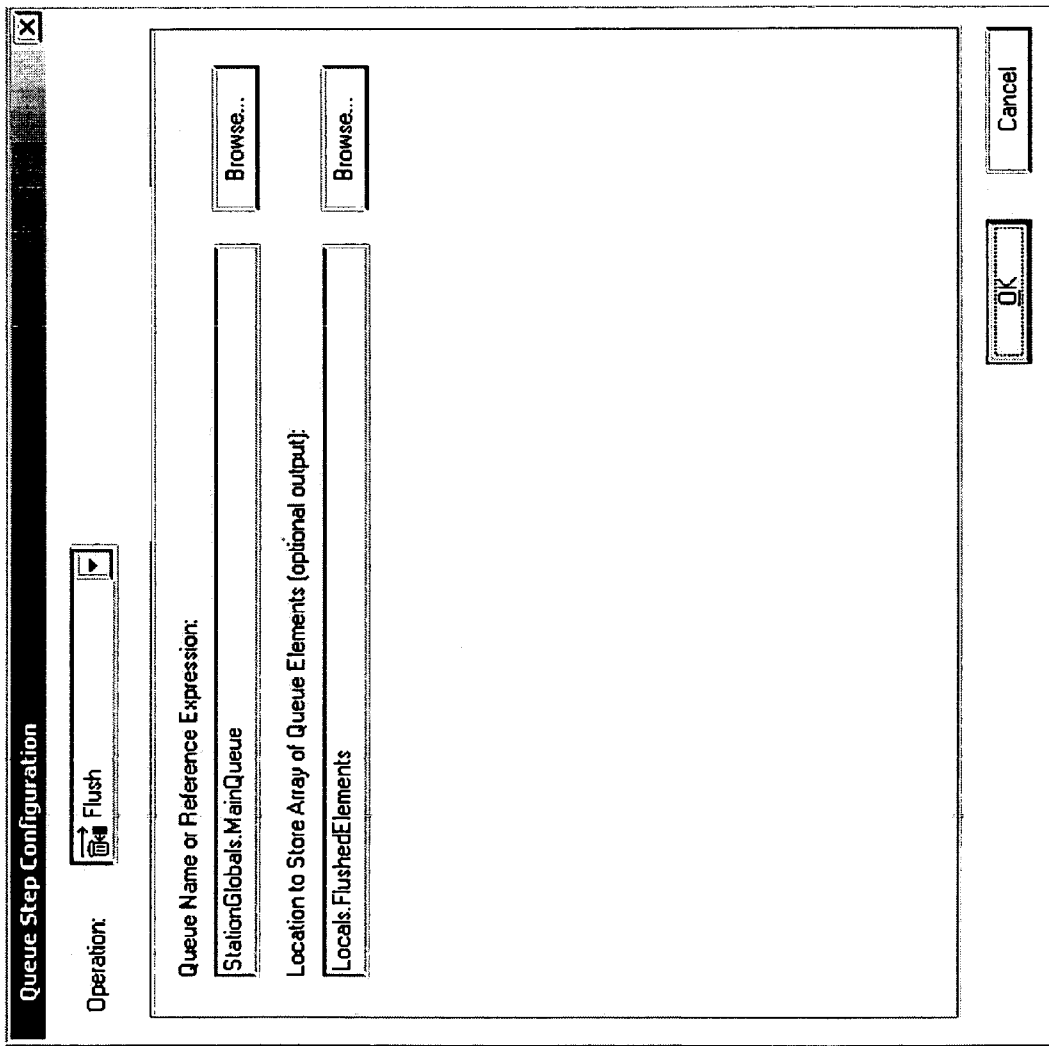 Queue Step Configuration
Operation: Flush
Queue Name or Reference Expression:
StationGlobals.MainQueue Browse...
Location to Store Array of Queue Elements (optional output):
Locals.FlushedElements Browse...
OK Cancel